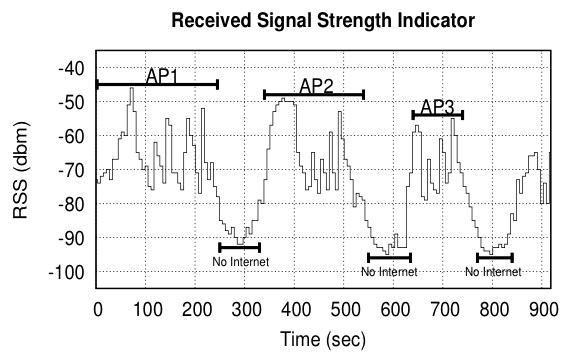 Received Signal Strength Indicator
RSS (dbm)
-40
-50
-60
-70
-80
-90
-100
AP1
AP2
AP3
No Internet
No Internet
No Internet
0 100 200 300 400 500 600 700 800 900
Time (sec)